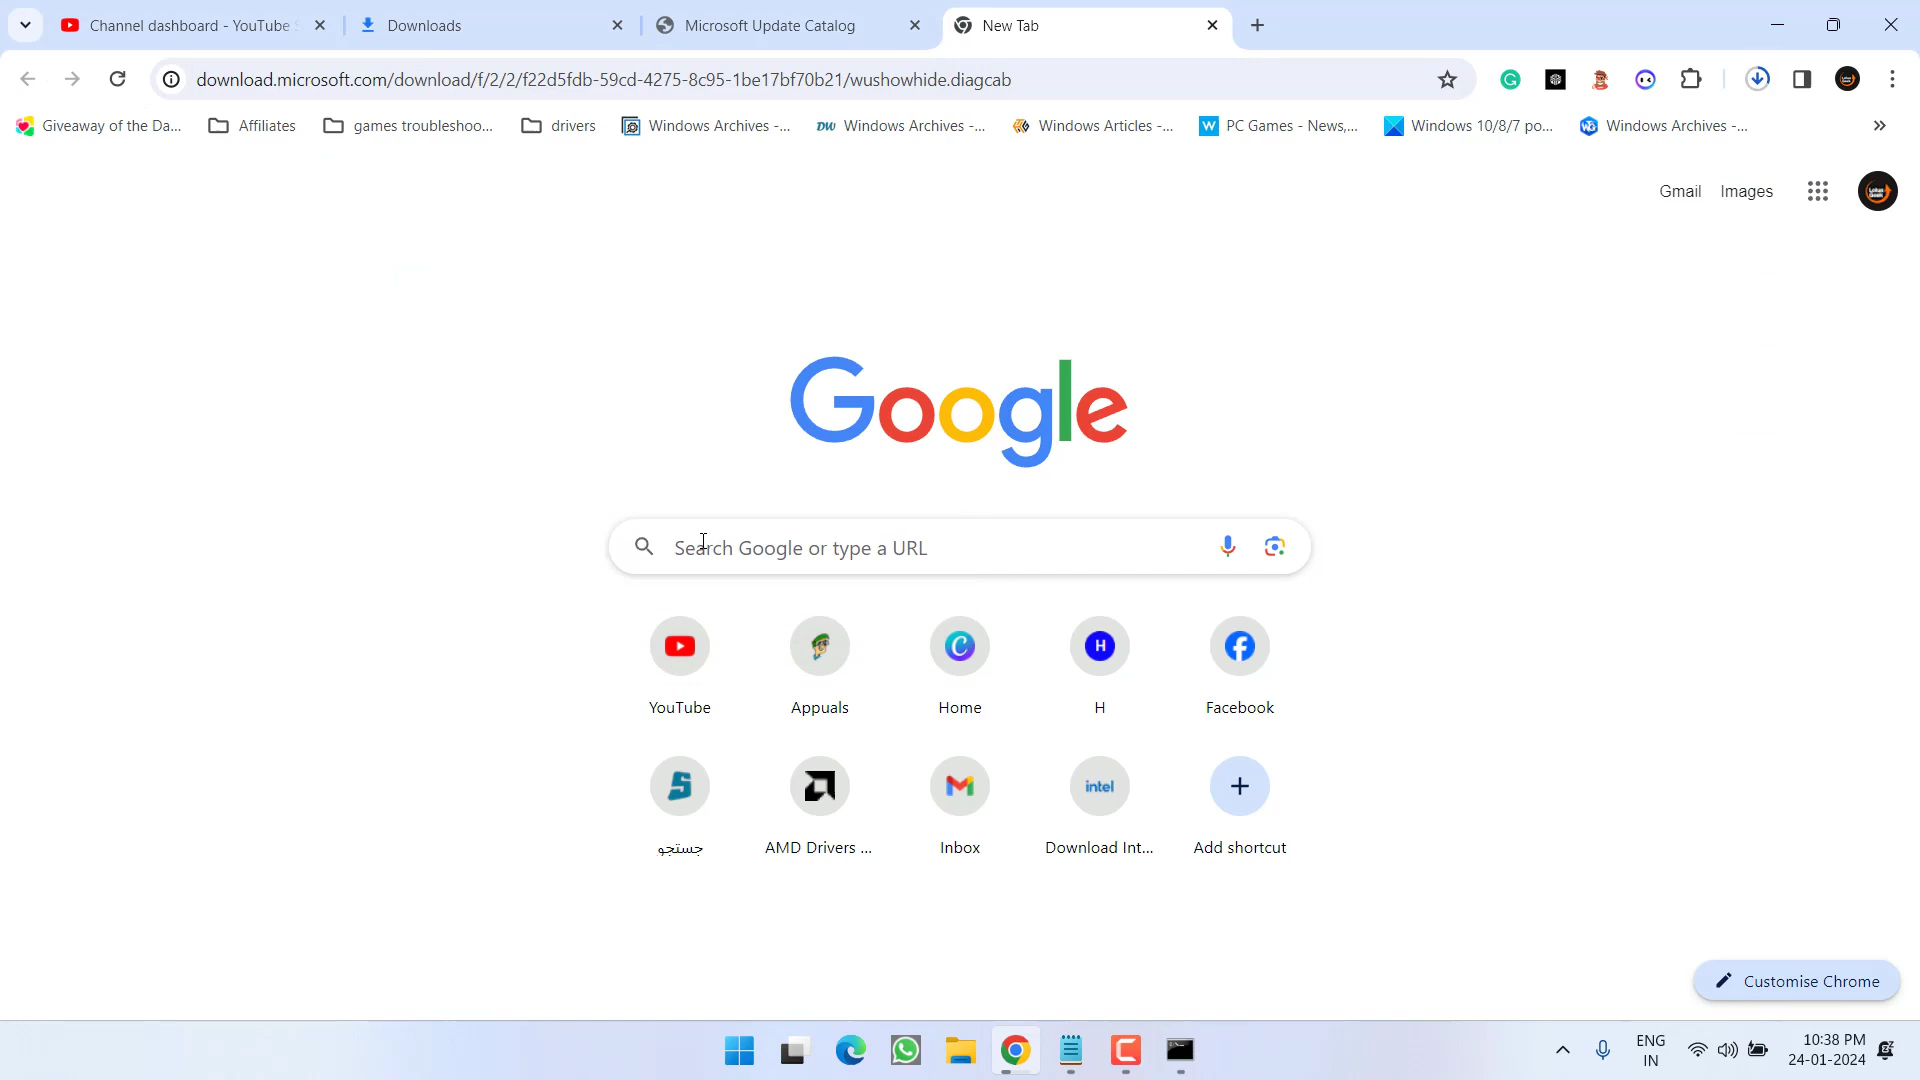 Channel dashboard - YouTube
Downloads
Microsoft Update Catalog
New Tab
download.microsoft.com/download/f/2/2/f22d5fdb-59cd-4275-8c95-1be17bf70b21/wushowhide.diagcab
Giveaway of the Da...
Affiliates
games troubleshoo...
drivers
Windows Archives -...
DW Windows Archives -...
Windows Articles -...
W PC Games - News,...
Windows 10/8/7 po...
Windows Archives -...
Gmail
Images
Google
Search Google or type a URL
YouTube
Appuals
Home
H
H
Facebook
جستجو
AMD Drivers ...
Inbox
intel
Download Int...
Add shortcut
Customise Chrome
ENG
IN
10:38 PM
24-01-2024